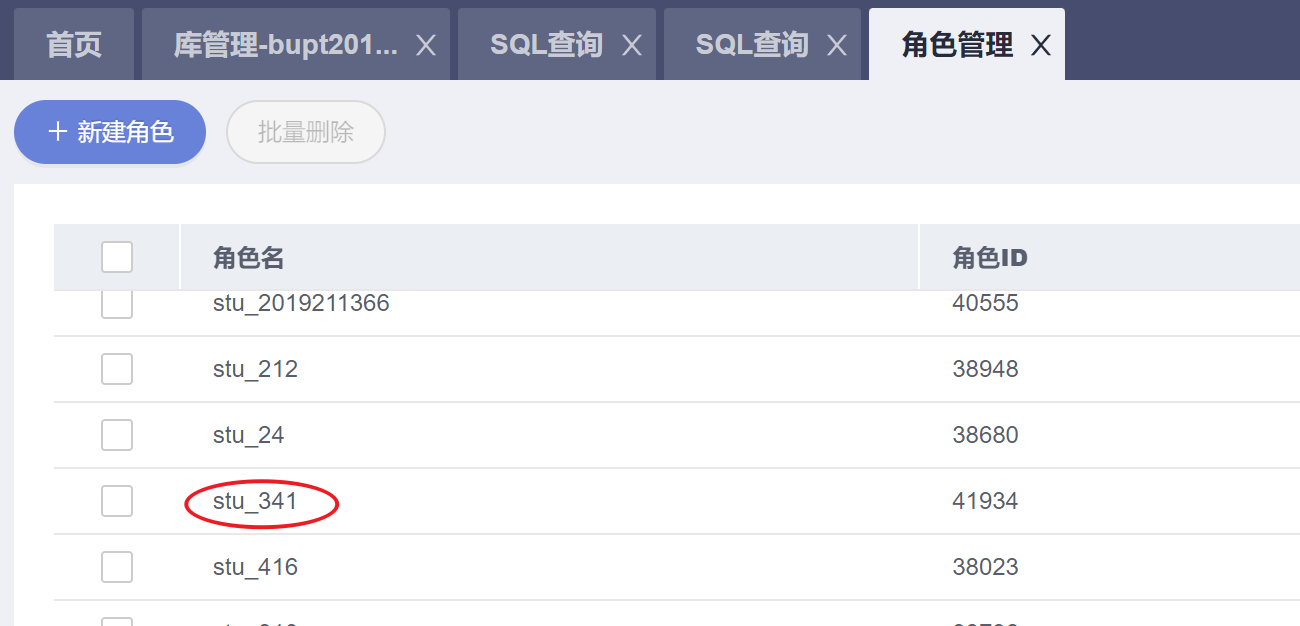 首页 库管理-bupt201... X SQL查询 X SQL查询 X 角色管理 X
+ 新建角色 批量删除
角色名 角色ID
stu_2019211366 40555
stu_212 38948
stu_24 38680
stu_341 41934
stu_416 38023